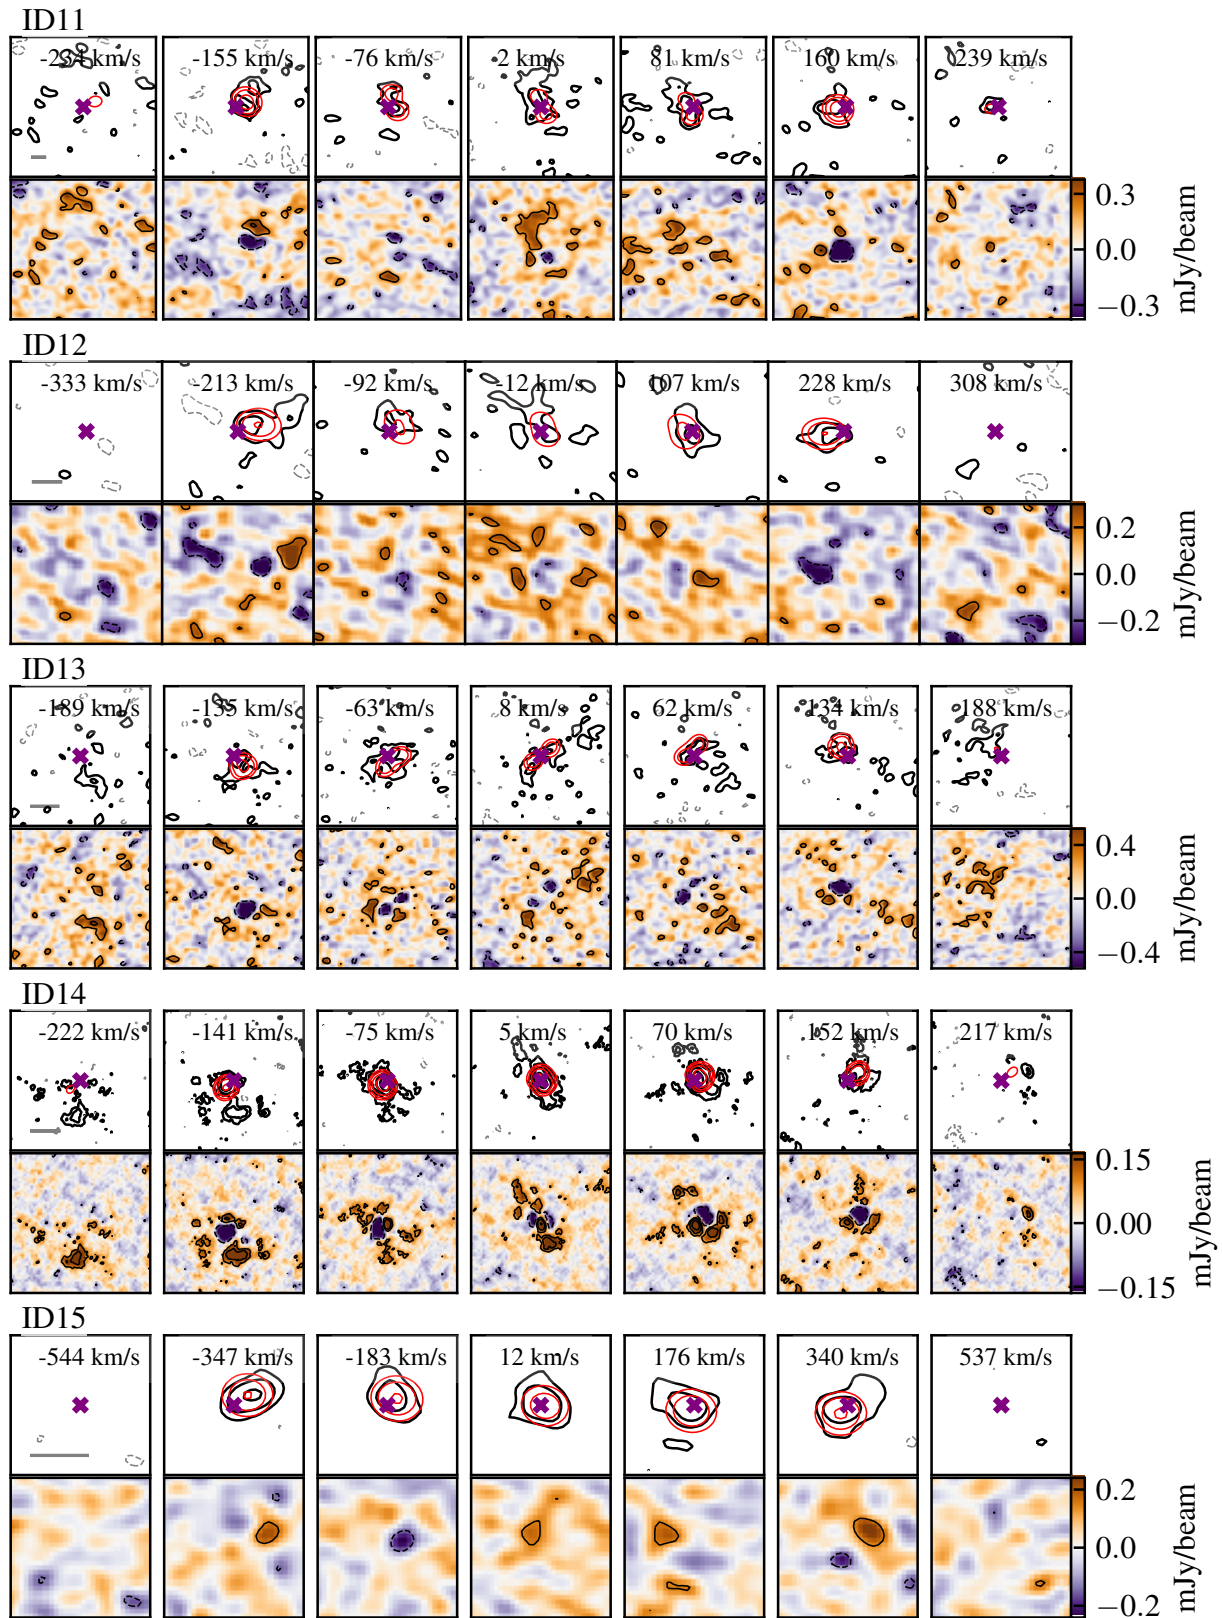 ID11
-234 km/s -155 km/s -76 km/s 2 km/s 81 km/s 160 km/s 239 km/s
0.3
0.0
−0.3
mJy/beam
ID12
-333 km/s -213 km/s -92 km/s -12 km/s 107 km/s 228 km/s 308 km/s
0.2
0.0
−0.2
mJy/beam
ID13
-189 km/s -135 km/s -63 km/s 8 km/s 62 km/s 134 km/s 188 km/s
0.4
0.0
−0.4
mJy/beam
ID14
-222 km/s -141 km/s -75 km/s 5 km/s 70 km/s 152 km/s 217 km/s
0.15
0.00
−0.15
mJy/beam
ID15
-544 km/s -347 km/s -183 km/s 12 km/s 176 km/s 340 km/s 537 km/s
0.2
0.0
−0.2
mJy/beam